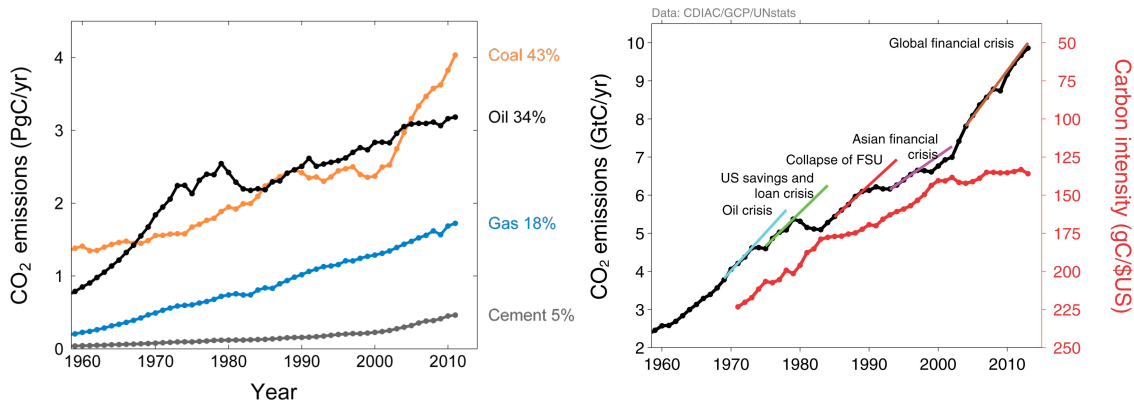 4
3
2
1
0
CO2 emissions (PgC/yr)
1960 1970 1980 1990 2000 2010
Year
Coal 43%
Oil 34%
Gas 18%
Cement 5%
Data: CDIAC/GCP/UNstats
10
9
8
7
6
5
4
3
2
CO2 emissions (GtC/yr)
Global financial crisis
Asian financial
crisis
Collapse of FSU
US savings and
loan crisis
Oil crisis
50
75
100
125
150
175
200
225
250
Carbon intensity (gC/$US)
1960 1970 1980 1990 2000 2010